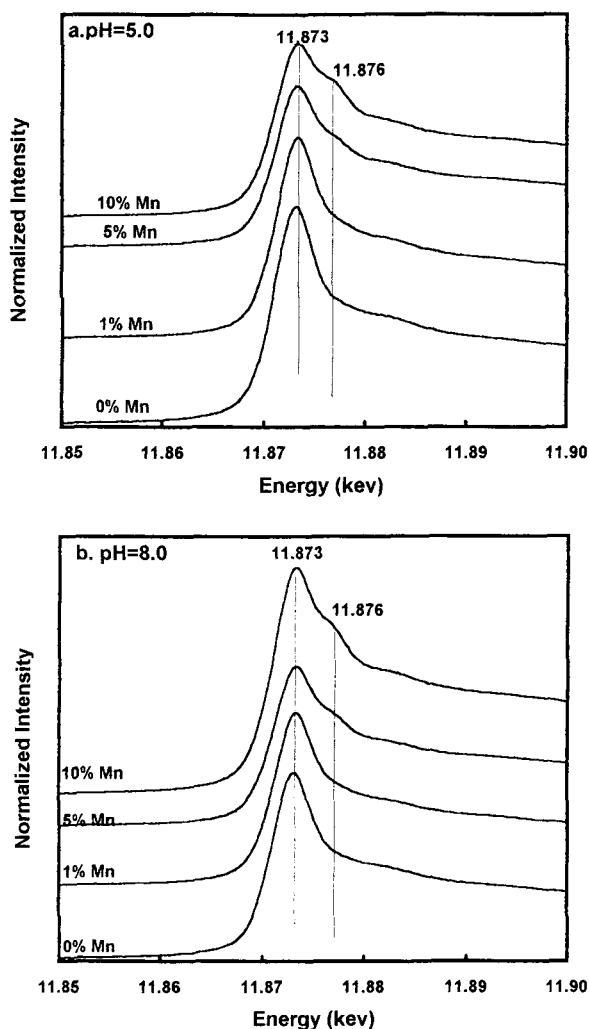 a.pH=5.0
11.873
11.876
10% Mn
5% Mn
1% Mn
0% Mn
Normalized Intensity
11.85 11.86 11.87 11.88 11.89 11.90
Energy (kev)
b. pH=8.0
11.873
11.876
10% Mn
5% Mn
1% Mn
0% Mn
Normalized Intensity
11.85 11.86 11.87 11.88 11.89 11.90
Energy (kev)